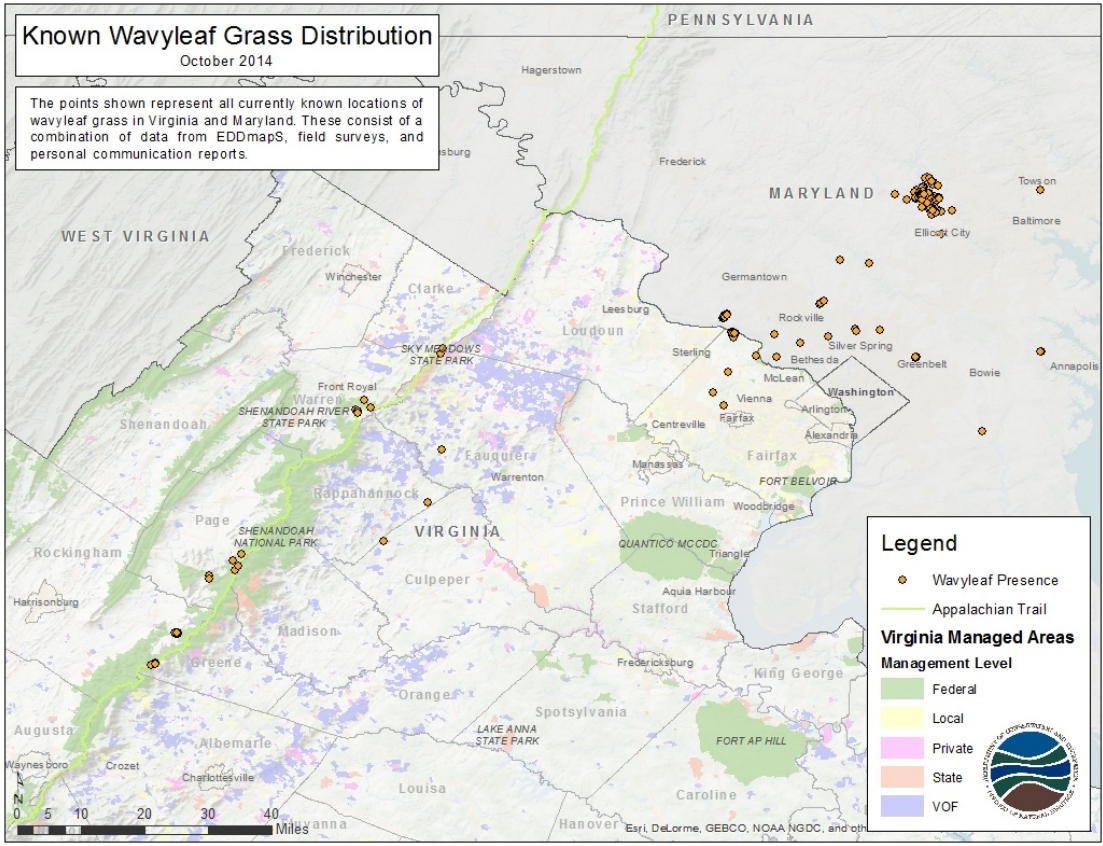 Known Wavyleaf Grass Distribution
October 2014
The points shown represent all currently known locations of
wavyleaf grass in Virginia and Maryland. These consist of a
combination of data from EDDmapS, field surveys, and
personal communication reports.
PENNSYLVANIA
Hagerstown
nsburg
Frederick
MARYLAND
Towson
Baltimore
Ellicott City
WEST VIRGINIA
Frederick
Winchester
Clarke
Germantown
Leesburg
Rockville
Loudoun
SKY MEADOWS
STATE PARK
Sterling
Silver Spring
Bethesda
Greenbelt
Annapolis
Bowie
McLean
Front Royal
Warren
Washington
Vienna
SHENANDOAH RIVER
STATE PARK
Arlington
Shenandoah
Fairfax
Centreville
Alexandria
Fauquier
Fairfax
Manassas
Warrenton
FORT BELVOIR
Rappahannock
Prince William
Woodbridge
Page
SHENANDOAH
NATIONAL PARK
VIRGINIA
QUANTICO MCCDC
Triangle
Rockingham
Culpeper
Aquia Harbour
Harrisonburg
Stafford
Madison
Greene
Fredericksburg
King George
Orange
Spotsylvania
Augusta
LAKE ANNA
STATE PARK
FORT AP HILL
Albemarle
Waynesboro
Crozet
Charlottesville
Louisa
Caroline
uvanna
Hanover
N
0 5 10 20 30 40
Miles
Esri, DeLorme, GEBCO, NOAA NGDC, and oth
Legend
Wavyleaf Presence
Appalachian Trail
Virginia Managed Areas
Management Level
Federal
Local
Private
State
VOF